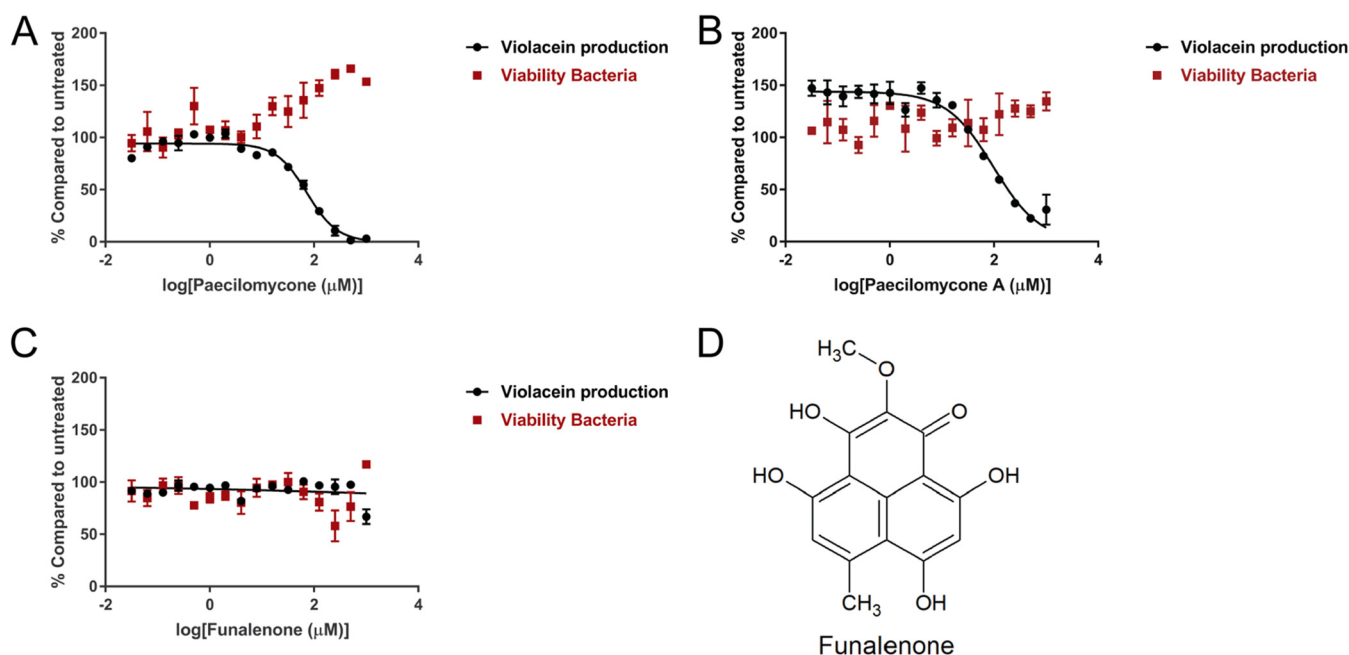 A
% Compared to untreated
200
150
100
50
0
-2
0
2
4
log[Paecilomycone (μM)]
Violacein production
Viability Bacteria
B
% Compared to untreated
200
150
100
50
0
-2
0
2
4
log[Paecilomycone A (μM)]
Violacein production
Viability Bacteria
C
% Compared to untreated
200
150
100
50
0
-2
0
2
4
log[Funalenone (μM)]
Violacein production
Viability Bacteria
D
H₃C
O
HO
O
HO
OH
CH₃
OH
Funalenone